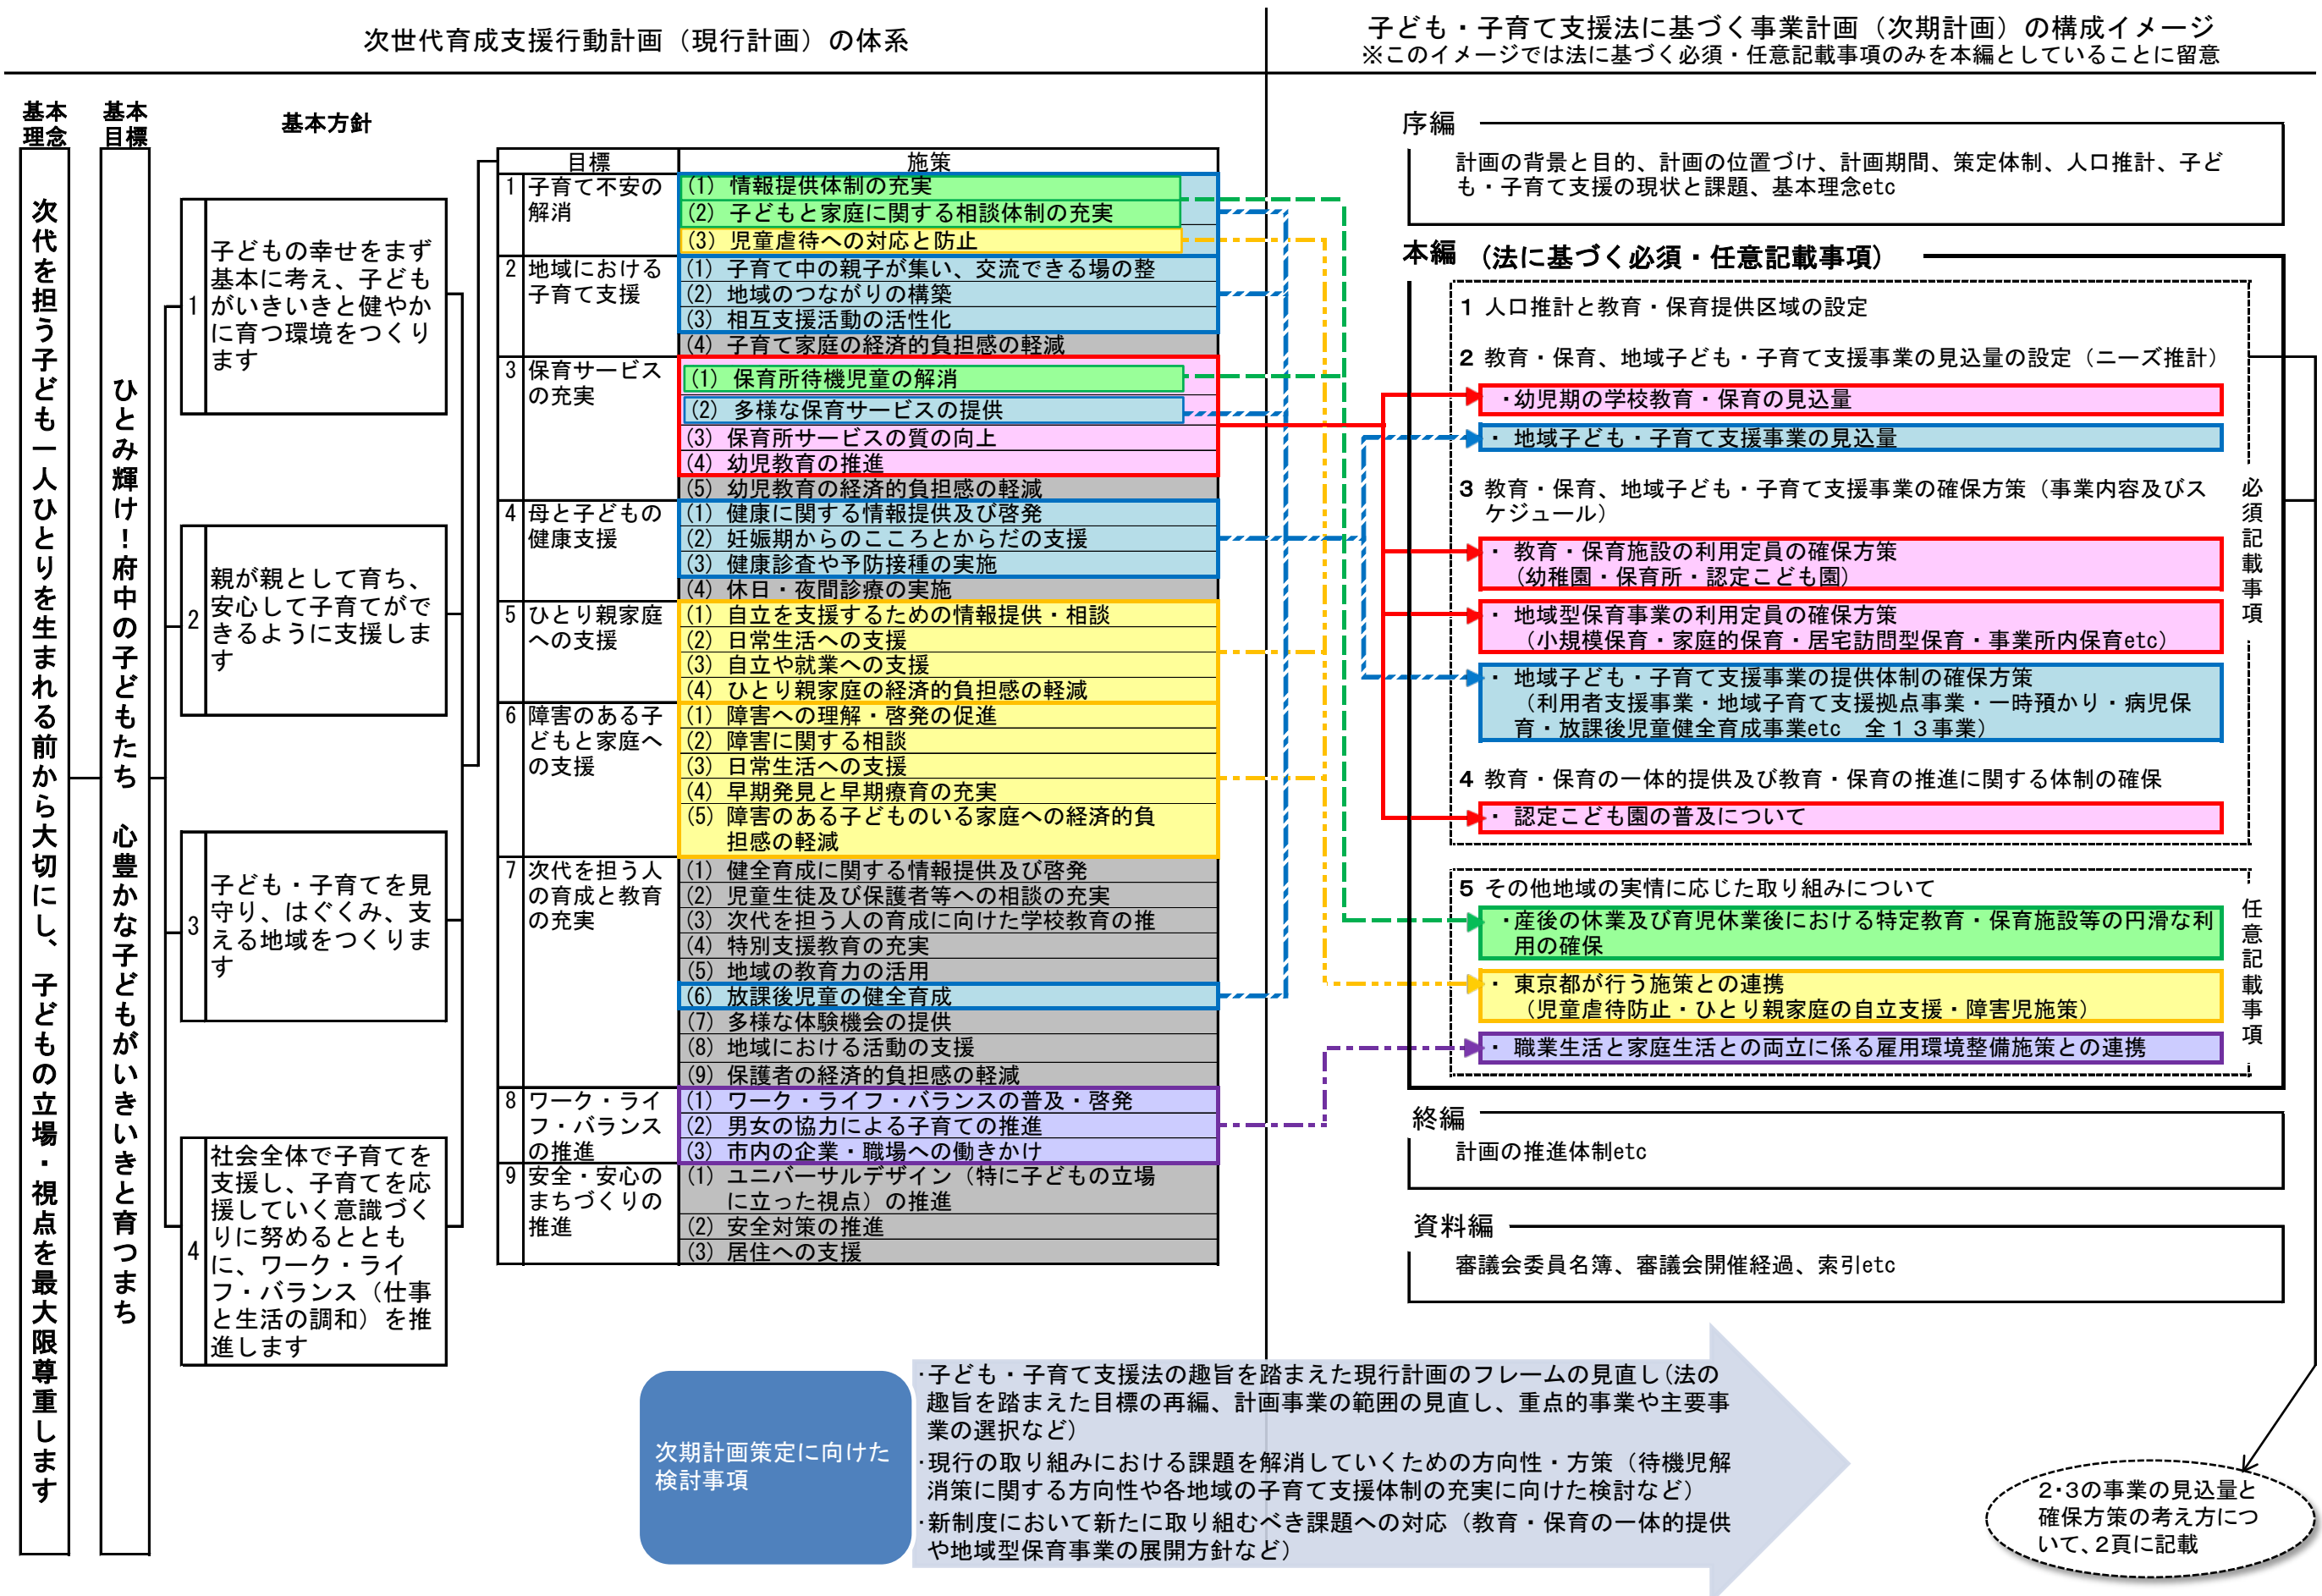 次世代育成支援行動計画（現行計画）の体系
子ども・子育て支援法に基づく事業計画（次期計画）の構成イメージ
※このイメージでは法に基づく必須・任意記載事項のみを本編としていることに留意
基本
理念
基本
目標
基本方針
次代を担う子ども一人ひとりを生まれる前から大切にし、子どもの立場・視点を最大限尊重します
ひとみ輝け！府中の子どもたち　心豊かな子どもがいきいきと育つまち
1
子どもの幸せをまず
基本に考え、子ども
がいきいきと健やか
に育つ環境をつくり
ます
2
親が親として育ち、
安心して子育てがで
きるように支援しま
す
3
子ども・子育てを見
守り、はぐくみ、支
える地域をつくりま
す
4
社会全体で子育てを
支援し、子育てを応
援していく意識づく
りに努めるととも
に、ワーク・ライ
フ・バランス（仕事
と生活の調和）を推
進します
目標
施策
1 子育て不安の
解消
(1) 情報提供体制の充実
(2) 子どもと家庭に関する相談体制の充実
(3) 児童虐待への対応と防止
2 地域における
子育て支援
(1) 子育て中の親子が集い、交流できる場の整
(2) 地域のつながりの構築
(3) 相互支援活動の活性化
(4) 子育て家庭の経済的負担感の軽減
3 保育サービス
の充実
(1) 保育所待機児童の解消
(2) 多様な保育サービスの提供
(3) 保育所サービスの質の向上
(4) 幼児教育の推進
(5) 幼児教育の経済的負担感の軽減
4 母と子どもの
健康支援
(1) 健康に関する情報提供及び啓発
(2) 妊娠期からのこころとからだの支援
(3) 健康診査や予防接種の実施
(4) 休日・夜間診療の実施
5 ひとり親家庭
への支援
(1) 自立を支援するための情報提供・相談
(2) 日常生活への支援
(3) 自立や就業への支援
(4) ひとり親家庭の経済的負担感の軽減
6 障害のある子
どもと家庭へ
の支援
(1) 障害への理解・啓発の促進
(2) 障害に関する相談
(3) 日常生活への支援
(4) 早期発見と早期療育の充実
(5) 障害のある子どものいる家庭への経済的負
担感の軽減
7 次代を担う人
の育成と教育
の充実
(1) 健全育成に関する情報提供及び啓発
(2) 児童生徒及び保護者等への相談の充実
(3) 次代を担う人の育成に向けた学校教育の推
(4) 特別支援教育の充実
(5) 地域の教育力の活用
(6) 放課後児童の健全育成
(7) 多様な体験機会の提供
(8) 地域における活動の支援
(9) 保護者の経済的負担感の軽減
8 ワーク・ライ
フ・バランス
の推進
(1) ワーク・ライフ・バランスの普及・啓発
(2) 男女の協力による子育ての推進
(3) 市内の企業・職場への働きかけ
9 安全・安心の
まちづくりの
推進
(1) ユニバーサルデザイン（特に子どもの立場
に立った視点）の推進
(2) 安全対策の推進
(3) 居住への支援
序編
計画の背景と目的、計画の位置づけ、計画期間、策定体制、人口推計、子ど
も・子育て支援の現状と課題、基本理念etc
本編 （法に基づく必須・任意記載事項）
1 人口推計と教育・保育提供区域の設定
2 教育・保育、地域子ども・子育て支援事業の見込量の設定（ニーズ推計）
・幼児期の学校教育・保育の見込量
・ 地域子ども・子育て支援事業の見込量
3 教育・保育、地域子ども・子育て支援事業の確保方策（事業内容及びス
ケジュール）
・ 教育・保育施設の利用定員の確保方策
（幼稚園・保育所・認定こども園）
・ 地域型保育事業の利用定員の確保方策
（小規模保育・家庭的保育・居宅訪問型保育・事業所内保育etc）
・ 地域子ども・子育て支援事業の提供体制の確保方策
（利用者支援事業・地域子育て支援拠点事業・一時預かり・病児保
育・放課後児童健全育成事業etc　全１３事業）
4 教育・保育の一体的提供及び教育・保育の推進に関する体制の確保
・ 認定こども園の普及について
必須記載事項
5 その他地域の実情に応じた取り組みについて
・産後の休業及び育児休業後における特定教育・保育施設等の円滑な利
用の確保
・ 東京都が行う施策との連携
（児童虐待防止・ひとり親家庭の自立支援・障害児施策）
・ 職業生活と家庭生活との両立に係る雇用環境整備施策との連携
任意記載事項
終編
計画の推進体制etc
資料編
審議会委員名簿、審議会開催経過、索引etc
次期計画策定に向けた
検討事項
・子ども・子育て支援法の趣旨を踏まえた現行計画のフレームの見直し(法の
趣旨を踏まえた目標の再編、計画事業の範囲の見直し、重点的事業や主要事
業の選択など)
・現行の取り組みにおける課題を解消していくための方向性・方策（待機児解
消策に関する方向性や各地域の子育て支援体制の充実に向けた検討など)
・新制度において新たに取り組むべき課題への対応（教育・保育の一体的提供
や地域型保育事業の展開方針など)
2・3の事業の見込量と
確保方策の考え方につ
いて、2頁に記載